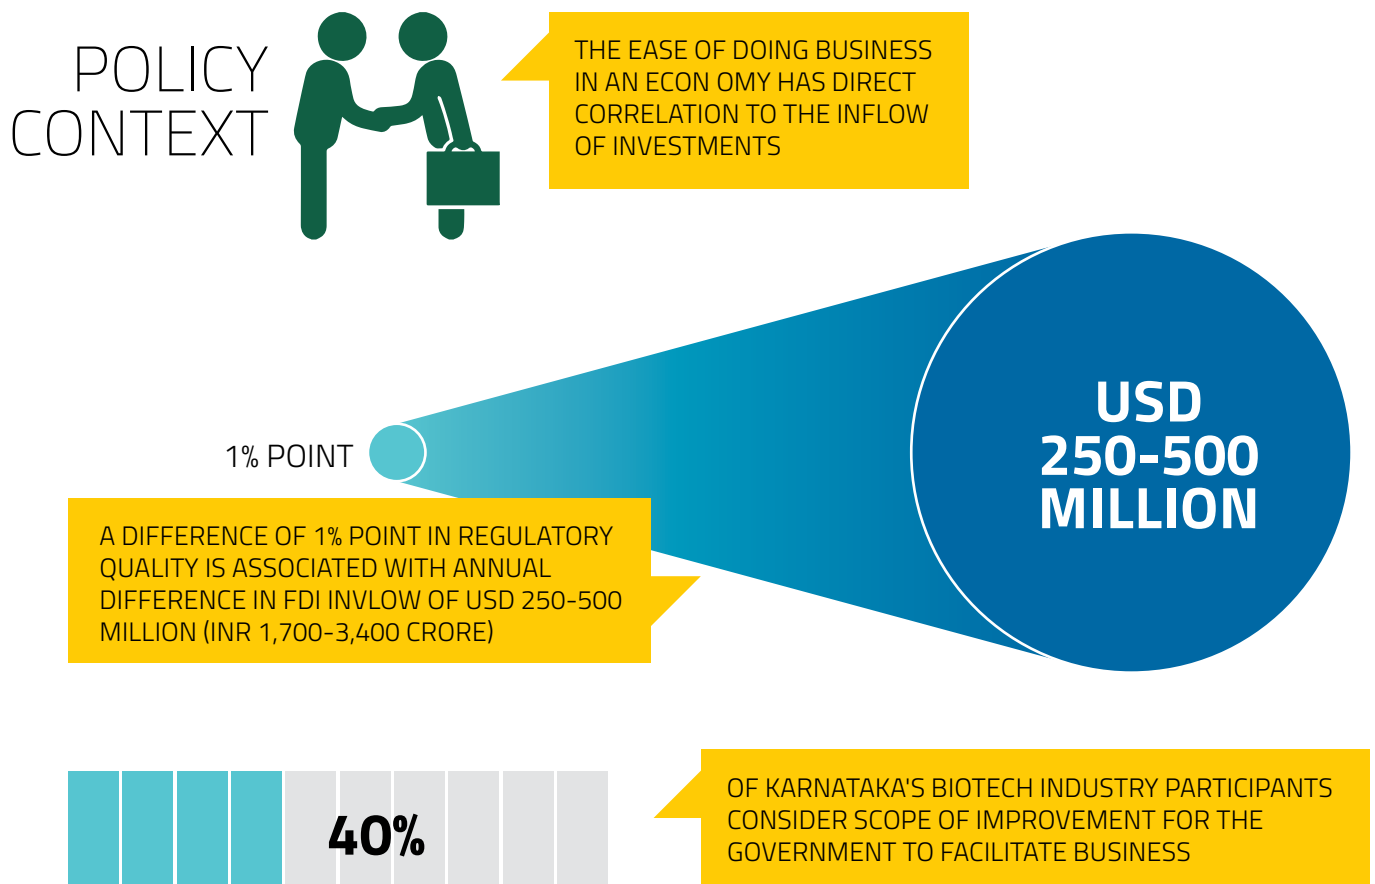 POLICY
CONTEXT
THE EASE OF DOING BUSINESS
IN AN ECON OMY HAS DIRECT
CORRELATION TO THE INFLOW
OF INVESTMENTS
1% POINT
USD
250-500
MILLION
A DIFFERENCE OF 1% POINT IN REGULATORY
QUALITY IS ASSOCIATED WITH ANNUAL
DIFFERENCE IN FDI INVLOW OF USD 250-500
MILLION (INR 1,700-3,400 CRORE)
40%
OF KARNATAKA'S BIOTECH INDUSTRY PARTICIPANTS
CONSIDER SCOPE OF IMPROVEMENT FOR THE
GOVERNMENT TO FACILITATE BUSINESS